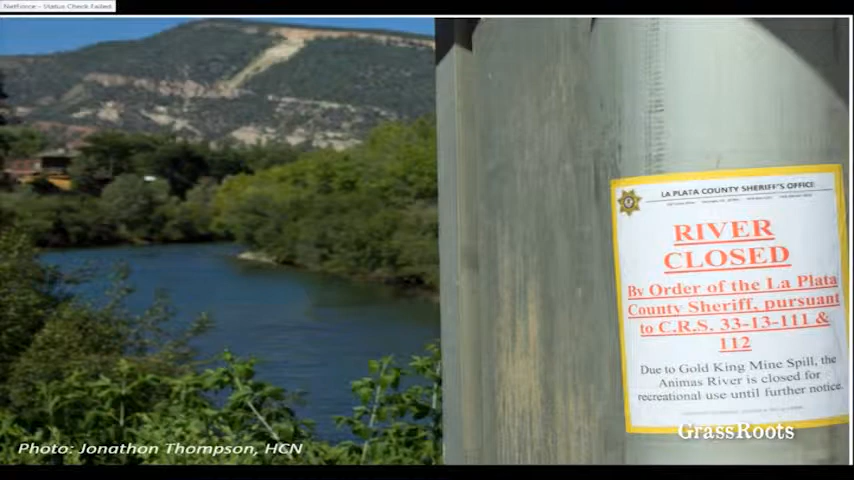 NetForce - Status Check Failed
LA PLATA COUNTY SHERIFF'S OFFICE
RIVER
CLOSED
By Order of the La Plata
County Sheriff, pursuant
to C.R.S. 33-13-111 &
112
Due to Gold King Mine Spill, the
Animas River is closed for
recreational use until further notice.
GrassRoots
Photo: Jonathon Thompson, HCN